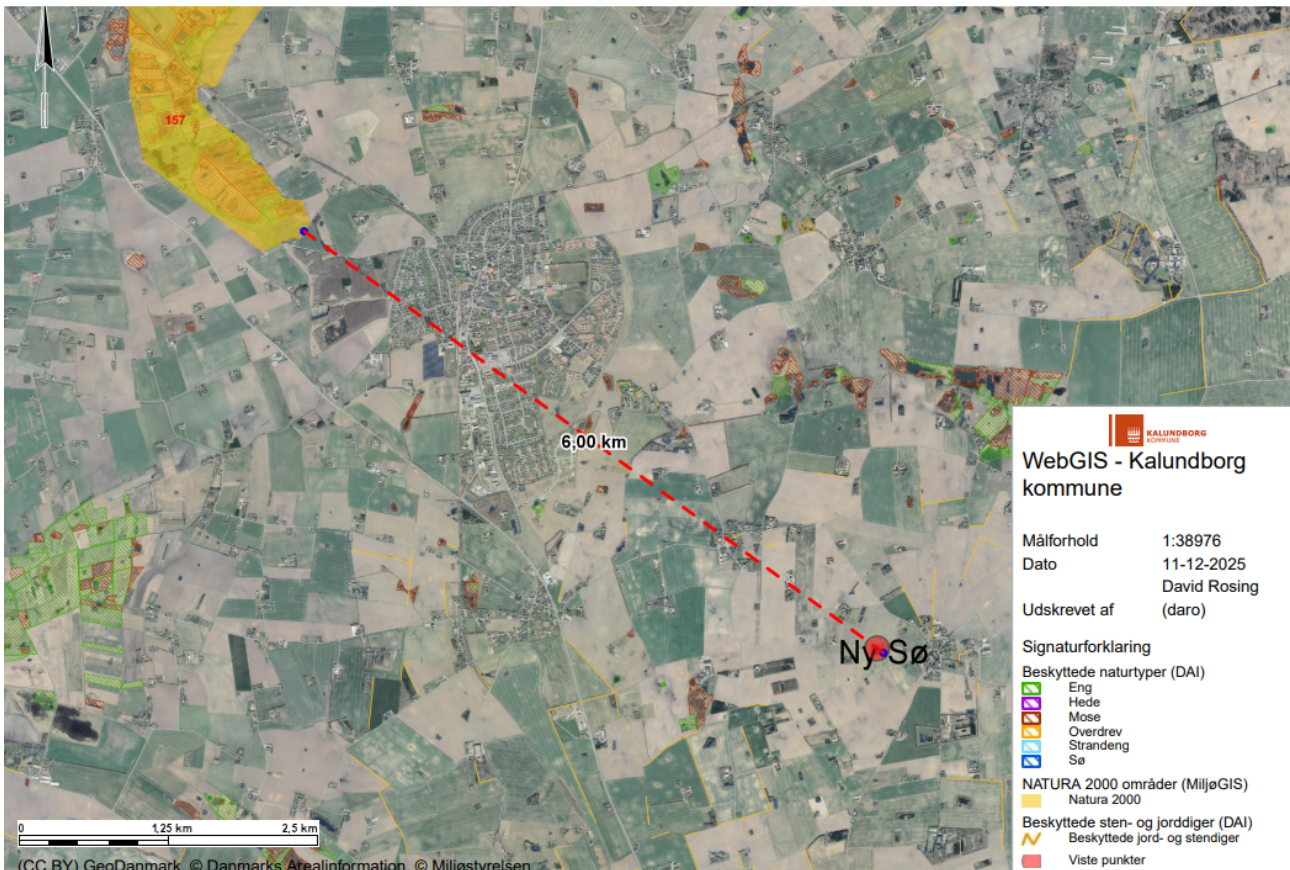 157
6,00 km
Ny Sø
0 1,25 km 2,5 km
(CC BY) GeoDanmark, © Danmarks Arealinformation, © Miljøstyrelsen
KALUNDBORG
KOMMUNE
WebGIS - Kalundborg
kommune
Målforhold 1:38976
Dato 11-12-2025
David Rosing
Udskrevet af (daro)
Signaturforklaring
Beskyttede naturtyper (DAI)
Eng
Hede
Mose
Overdrev
Strandeng
Sø
NATURA 2000 områder (MiljøGIS)
Natura 2000
Beskyttede sten- og jorddiger (DAI)
Beskyttede jord- og stendiger
Viste punkter